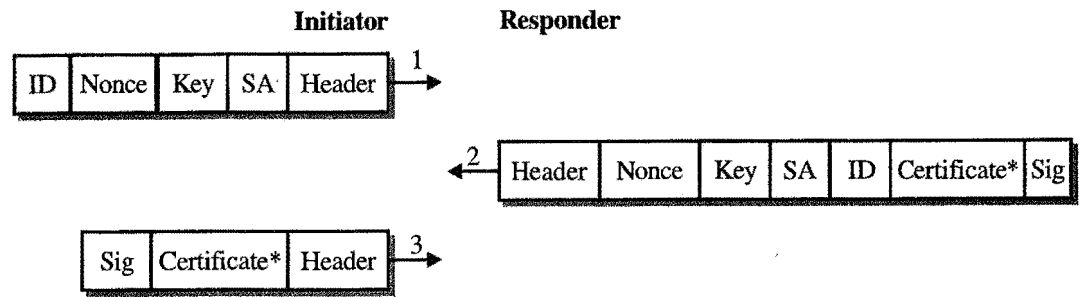 Initiator Responder
1
ID Nonce Key SA Header
2
Header Nonce Key SA ID Certificate* Sig
3
Sig Certificate* Header